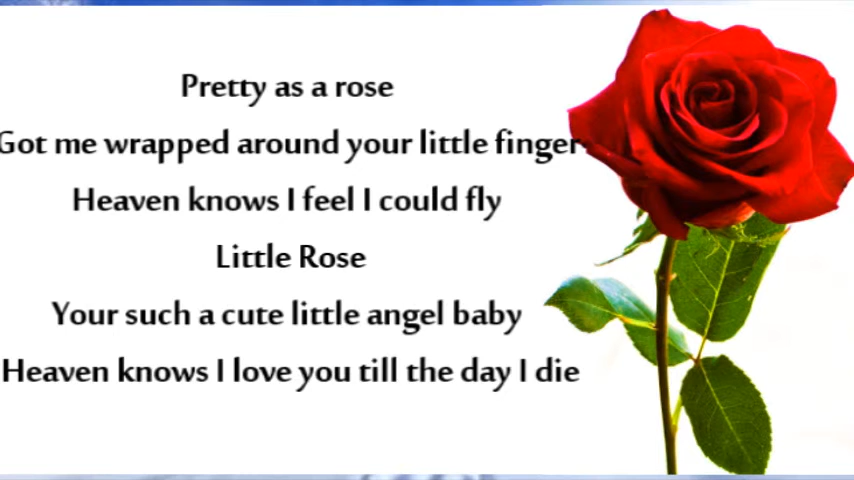 Pretty as a rose
Got me wrapped around your little finger
Heaven knows I feel I could fly
Little Rose
Your such a cute little angel baby
Heaven knows I love you till the day I die